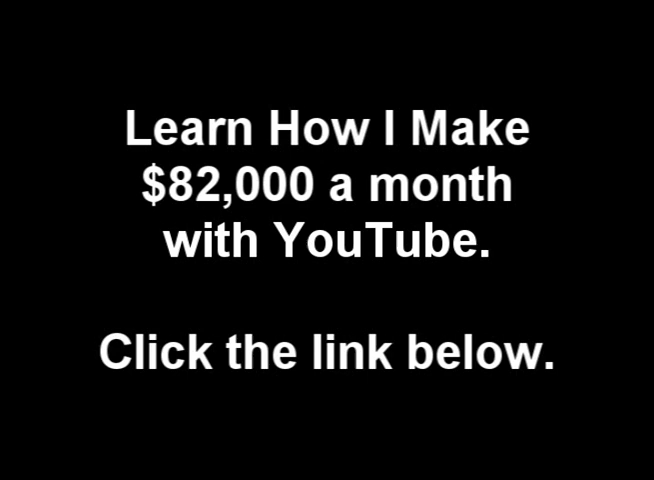 Learn How I Make
$82,000 a month
with YouTube.
Click the link below.